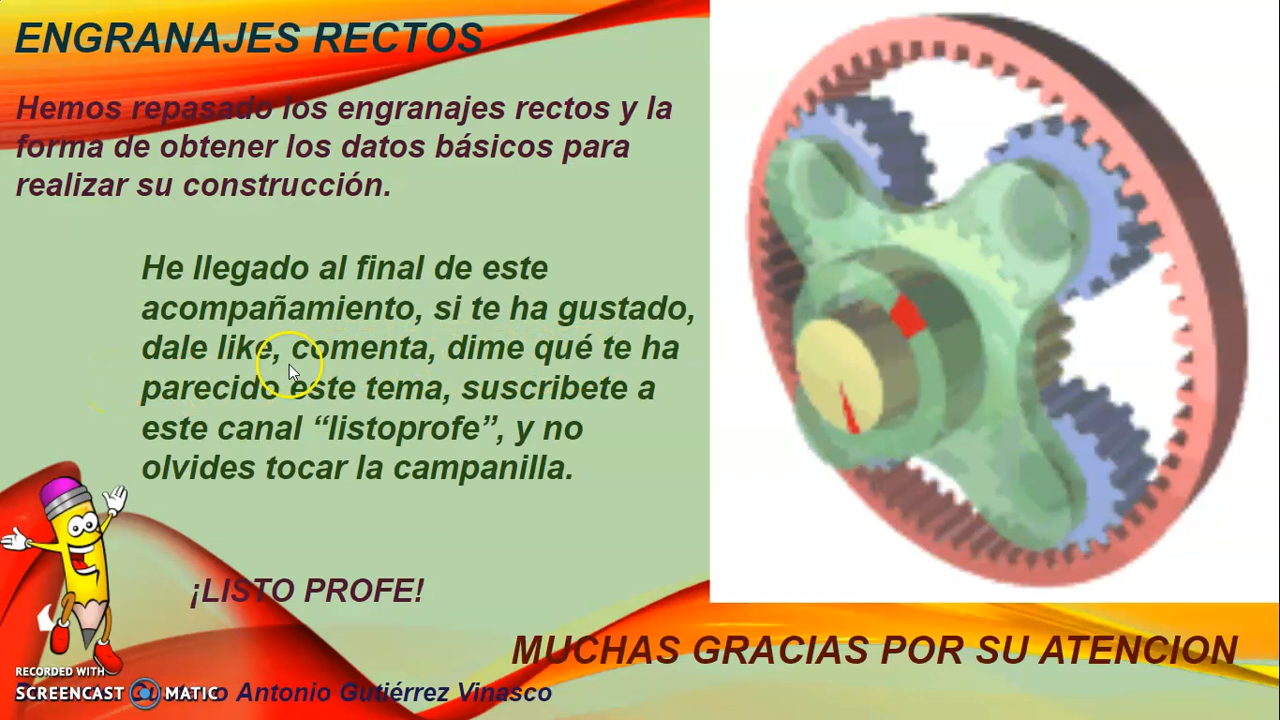 ENGRANAJES RECTOS
Hemos repasado los engranajes rectos y la
forma de obtener los datos básicos para
realizar su construcción.
He llegado al final de este
acompañamiento, si te ha gustado,
dale like, comenta, dime qué te ha
parecido este tema, suscribete a
este canal “listoprofe”, y no
olvides tocar la campanilla.
¡LISTO PROFE!
MUCHAS GRACIAS POR SU ATENCION
RECORDED WITH
SCREENCAST MATIC
Antonio Gutiérrez Vinasco